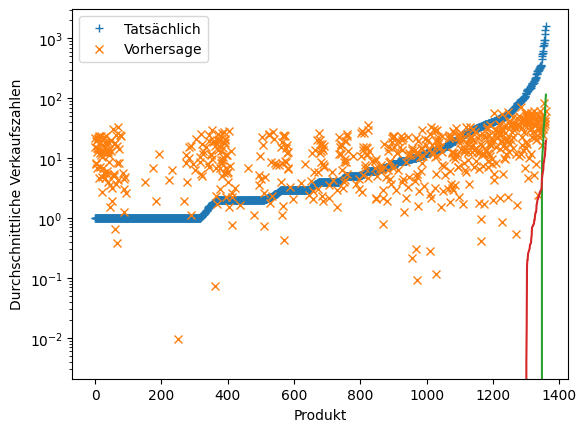 Tatsächlich
Vorhersage
Durchschnittliche Verkaufszahlen
10³
10²
10¹
10⁰
10⁻¹
10⁻²
0 200 400 600 800 1000 1200 1400
Produkt